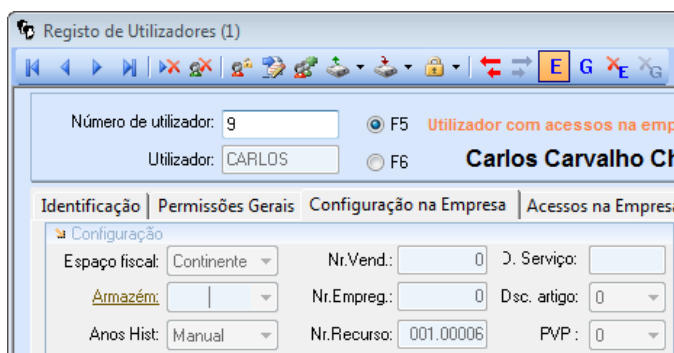 Registo de Utilizadores (1)
E G E G
Número de utilizador: 9 F5 Utilizador com acessos na emp
Utilizador: CARLOS F6 Carlos Carvalho Ch
Identificação Permissões Gerais Configuração na Empresa Acessos na Empresa
Configuração
Espaço fiscal: Continente Nr.Vend.: 0 D. Serviço:
Armazém: Nr.Empreg.: 0 Dsc. artigo: 0
Anos Hist: Manual Nr.Recurso: 001.00006 PVP : 0